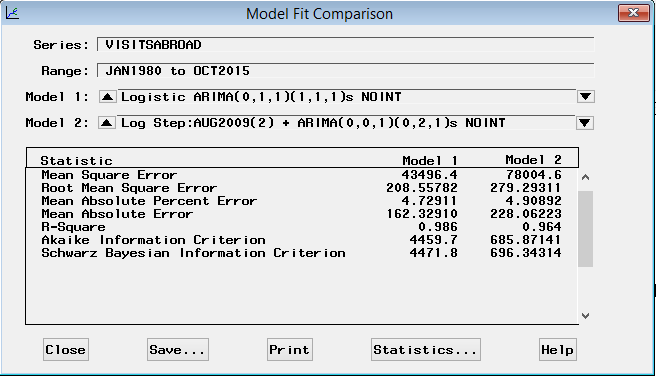 Model Fit Comparison
Series: VISITSABROAD
Range: JAN1980 to OCT2015
Model 1: Logistic ARIMA(0,1,1)(1,1,1)s NOINT
Model 2: Log Step:AUG2009(2) + ARIMA(0,0,1)(0,2,1)s NOINT
Statistic Model 1 Model 2
Mean Square Error 43496.4 78004.6
Root Mean Square Error 208.55782 279.29311
Mean Absolute Percent Error 4.72911 4.90892
Mean Absolute Error 162.32910 228.06223
R-Square 0.986 0.964
Akaike Information Criterion 4459.7 685.87141
Schwarz Bayesian Information Criterion 4471.8 696.34314
Close Save... Print Statistics... Help